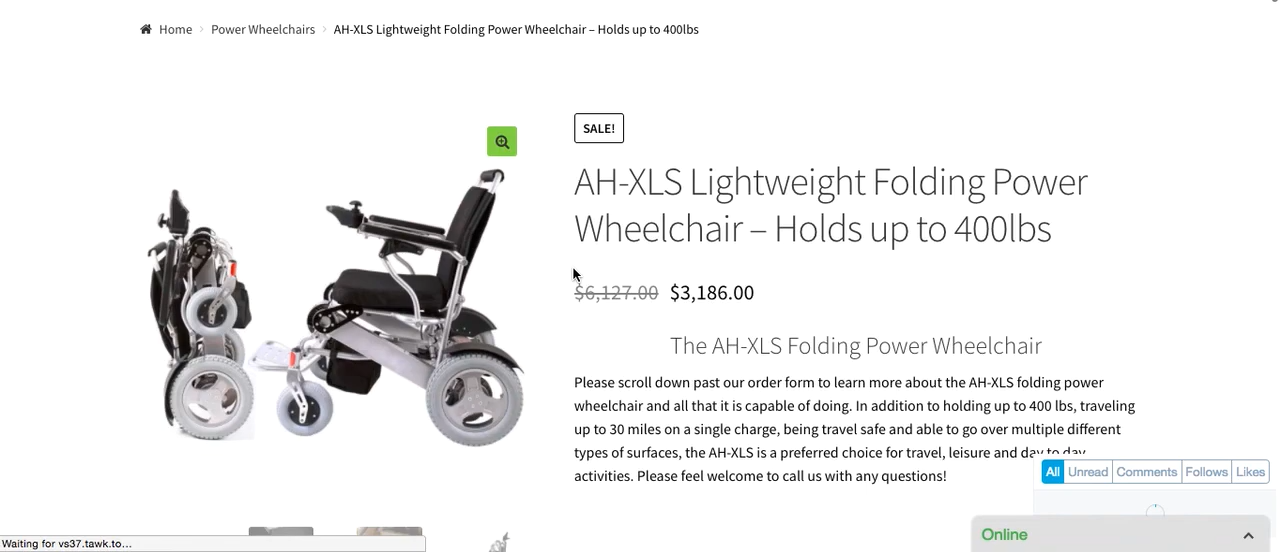 Home > Power Wheelchairs > AH-XLS Lightweight Folding Power Wheelchair – Holds up to 400lbs
SALE!
AH-XLS Lightweight Folding Power
Wheelchair – Holds up to 400lbs
$6,127.00 $3,186.00
The AH-XLS Folding Power Wheelchair
Please scroll down past our order form to learn more about the AH-XLS folding power
wheelchair and all that it is capable of doing. In addition to holding up to 400 lbs, traveling
up to 30 miles on a single charge, being travel safe and able to go over multiple different
types of surfaces, the AH-XLS is a preferred choice for travel, leisure and day to day
activities. Please feel welcome to call us with any questions!
All Unread Comments Follows Likes
Online
Waiting for vs37.tawk.to...